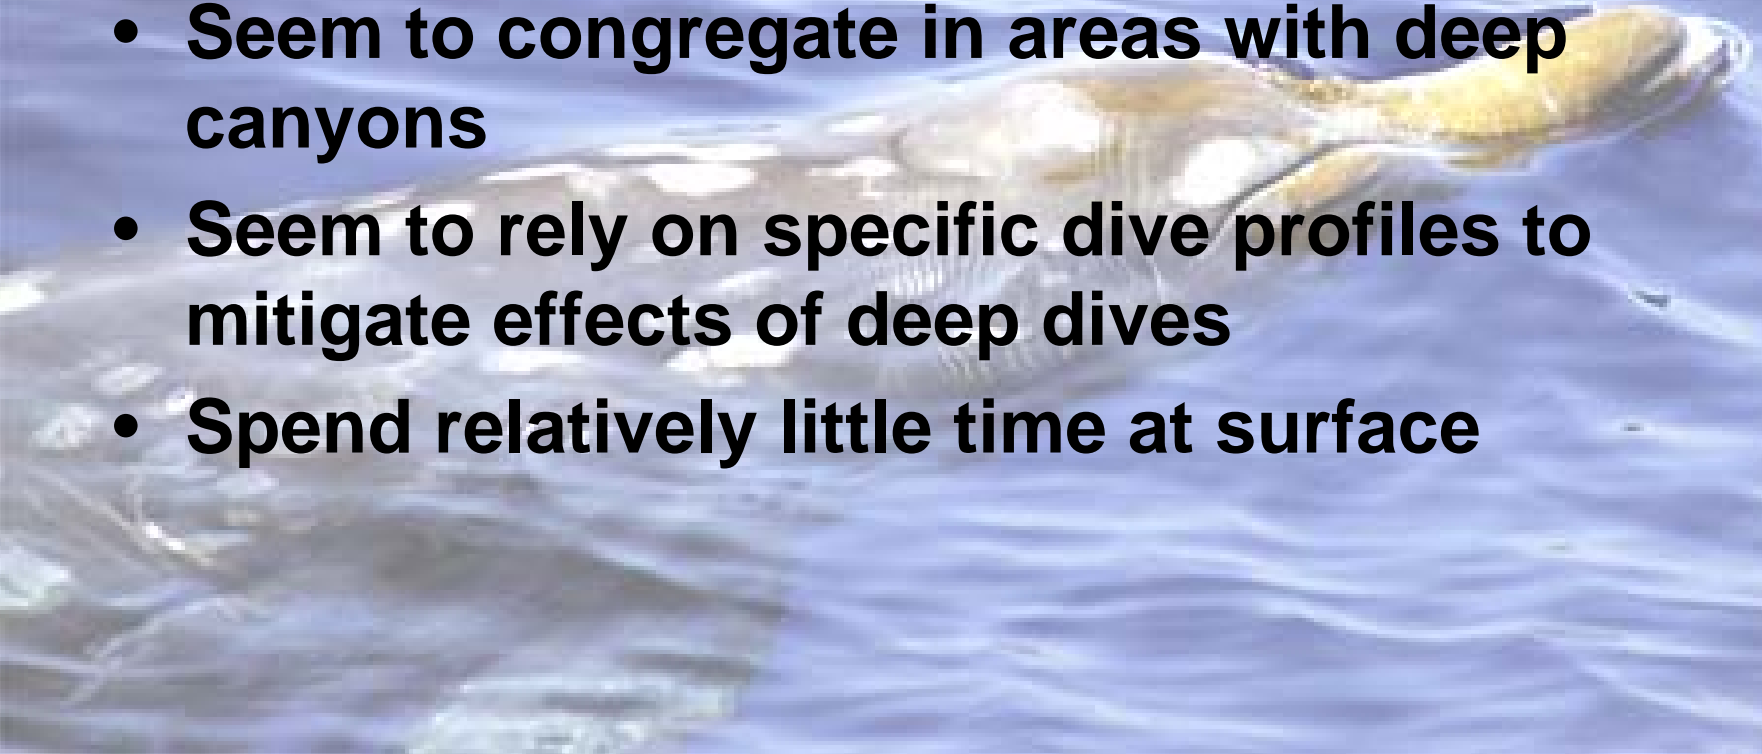 • Seem to congregate in areas with deep
canyons
• Seem to rely on specific dive profiles to
mitigate effects of deep dives
• Spend relatively little time at surface